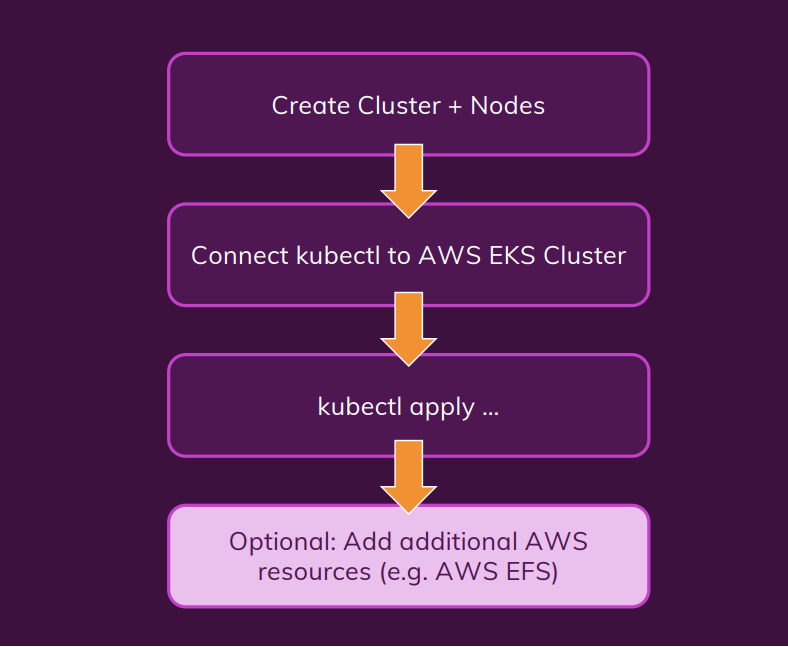 Create Cluster + Nodes
Connect kubectl to AWS EKS Cluster
kubectl apply ...
Optional: Add additional AWS
resources (e.g. AWS EFS)